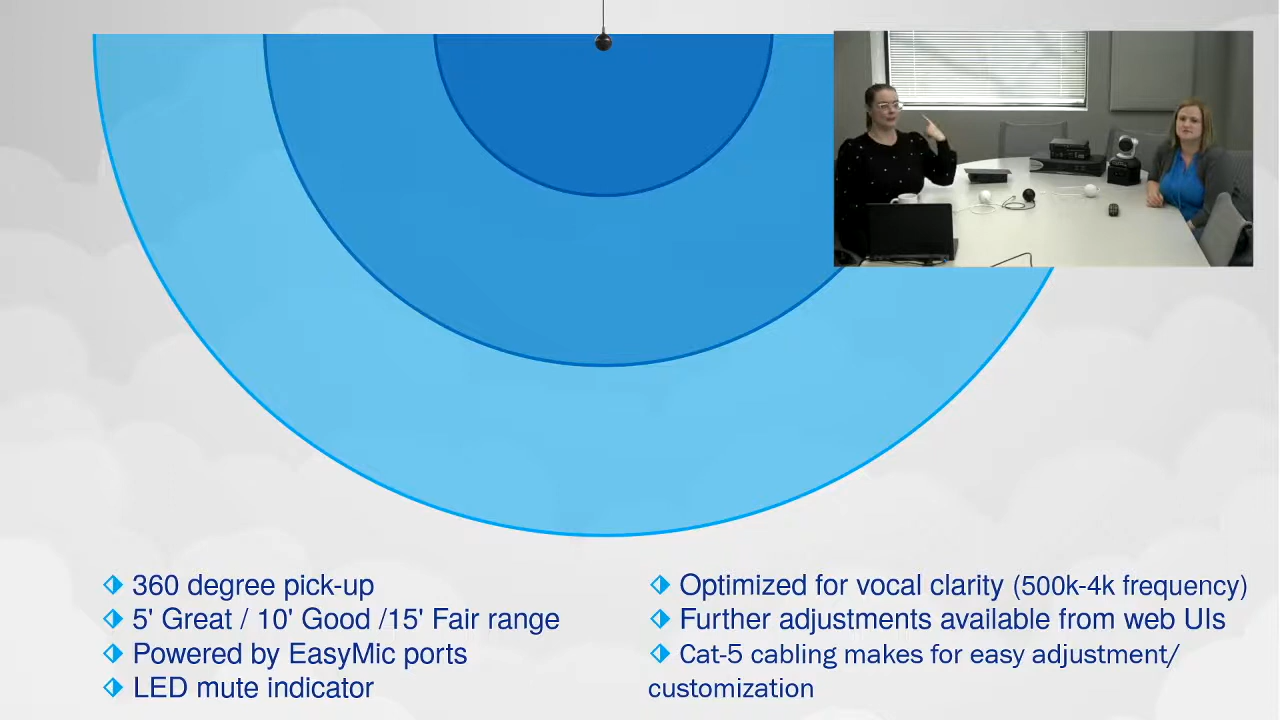 360 degree pick-up
5' Great / 10' Good /15' Fair range
Powered by EasyMic ports
LED mute indicator
Optimized for vocal clarity (500k-4k frequency)
Further adjustments available from web UIs
Cat-5 cabling makes for easy adjustment/
customization